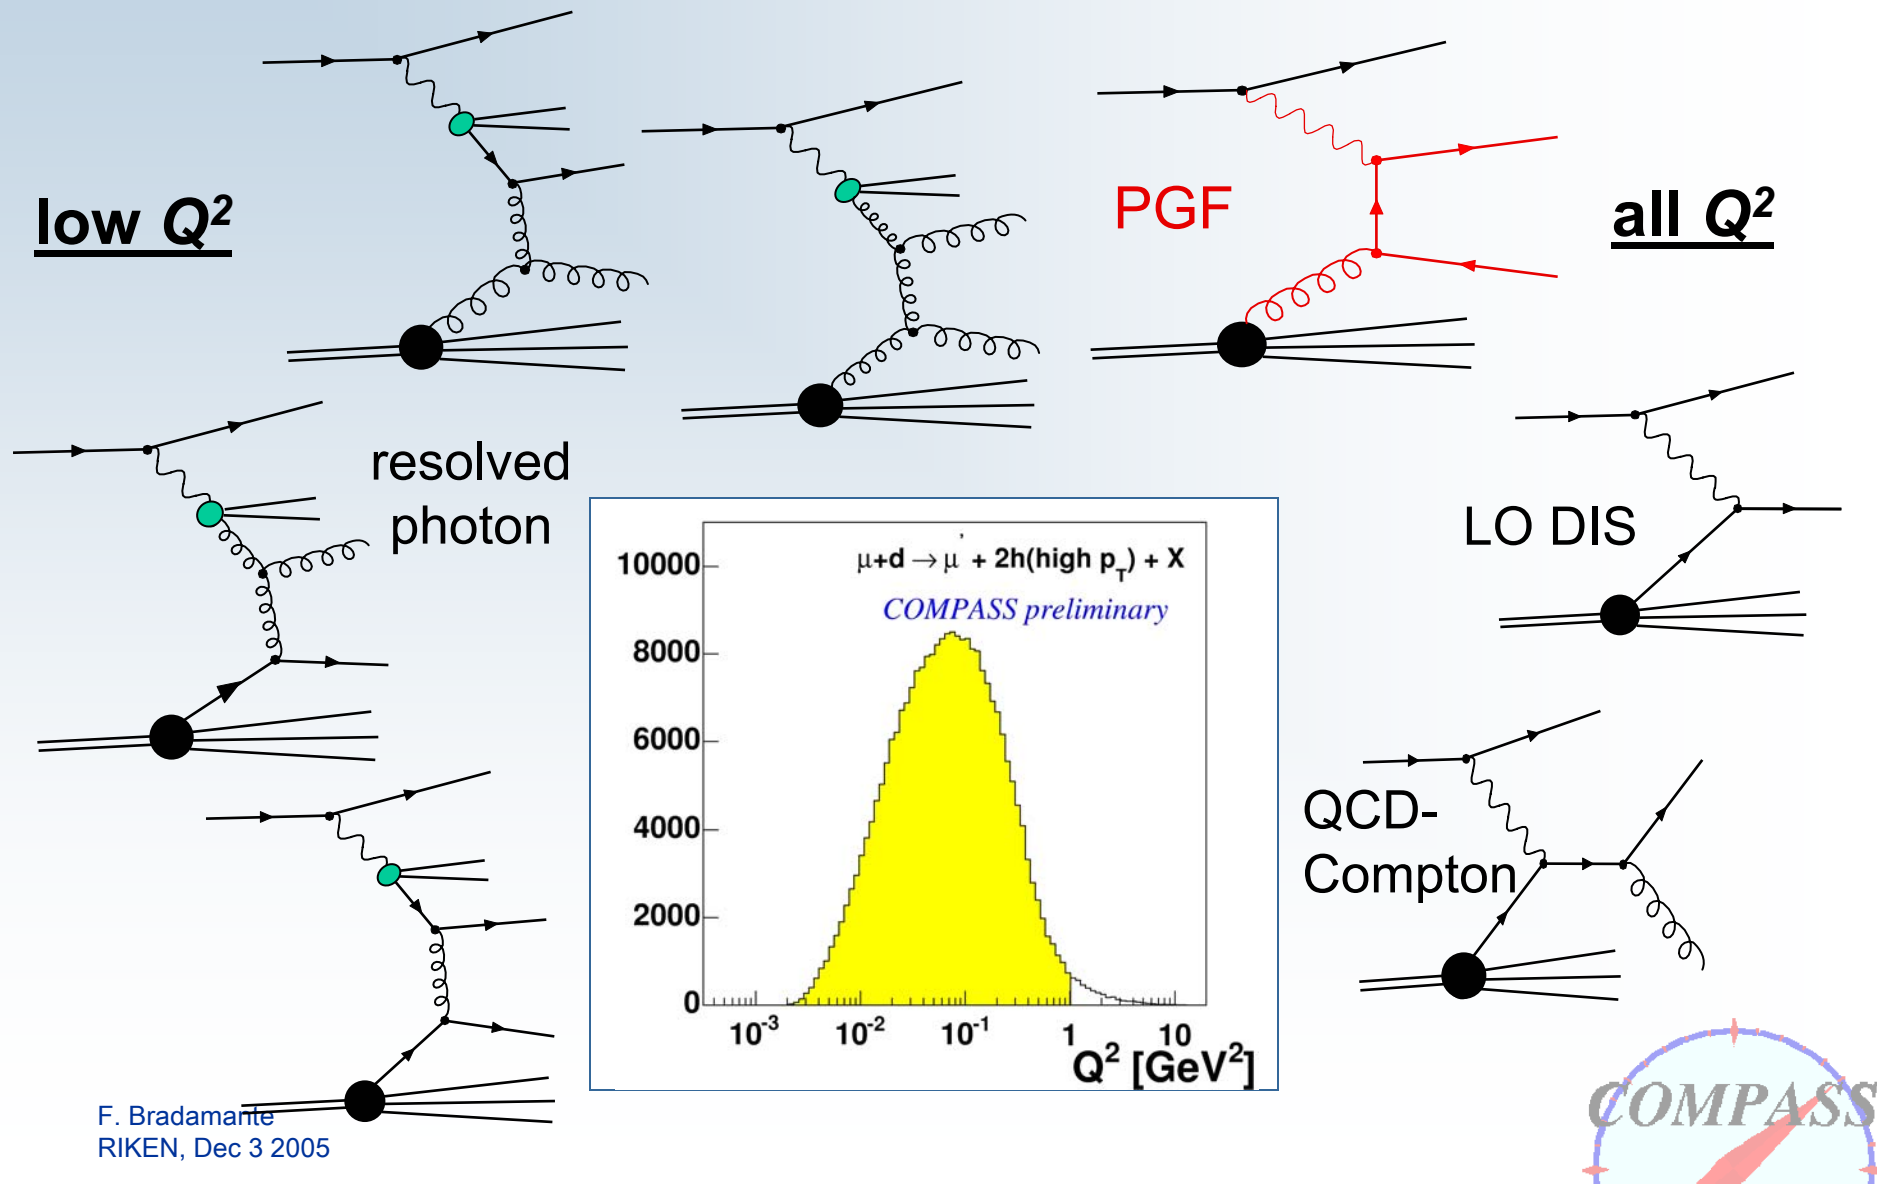 low Q²
PGF
all Q²
resolved
photon
LO DIS
QCD-
Compton
μ+d → μ' + 2h(high p_T) + X
COMPASS preliminary
10000
8000
6000
4000
2000
0
10⁻³ 10⁻² 10⁻¹ 1 10
Q² [GeV²]
F. Bradamante
RIKEN, Dec 3 2005
COMPASS